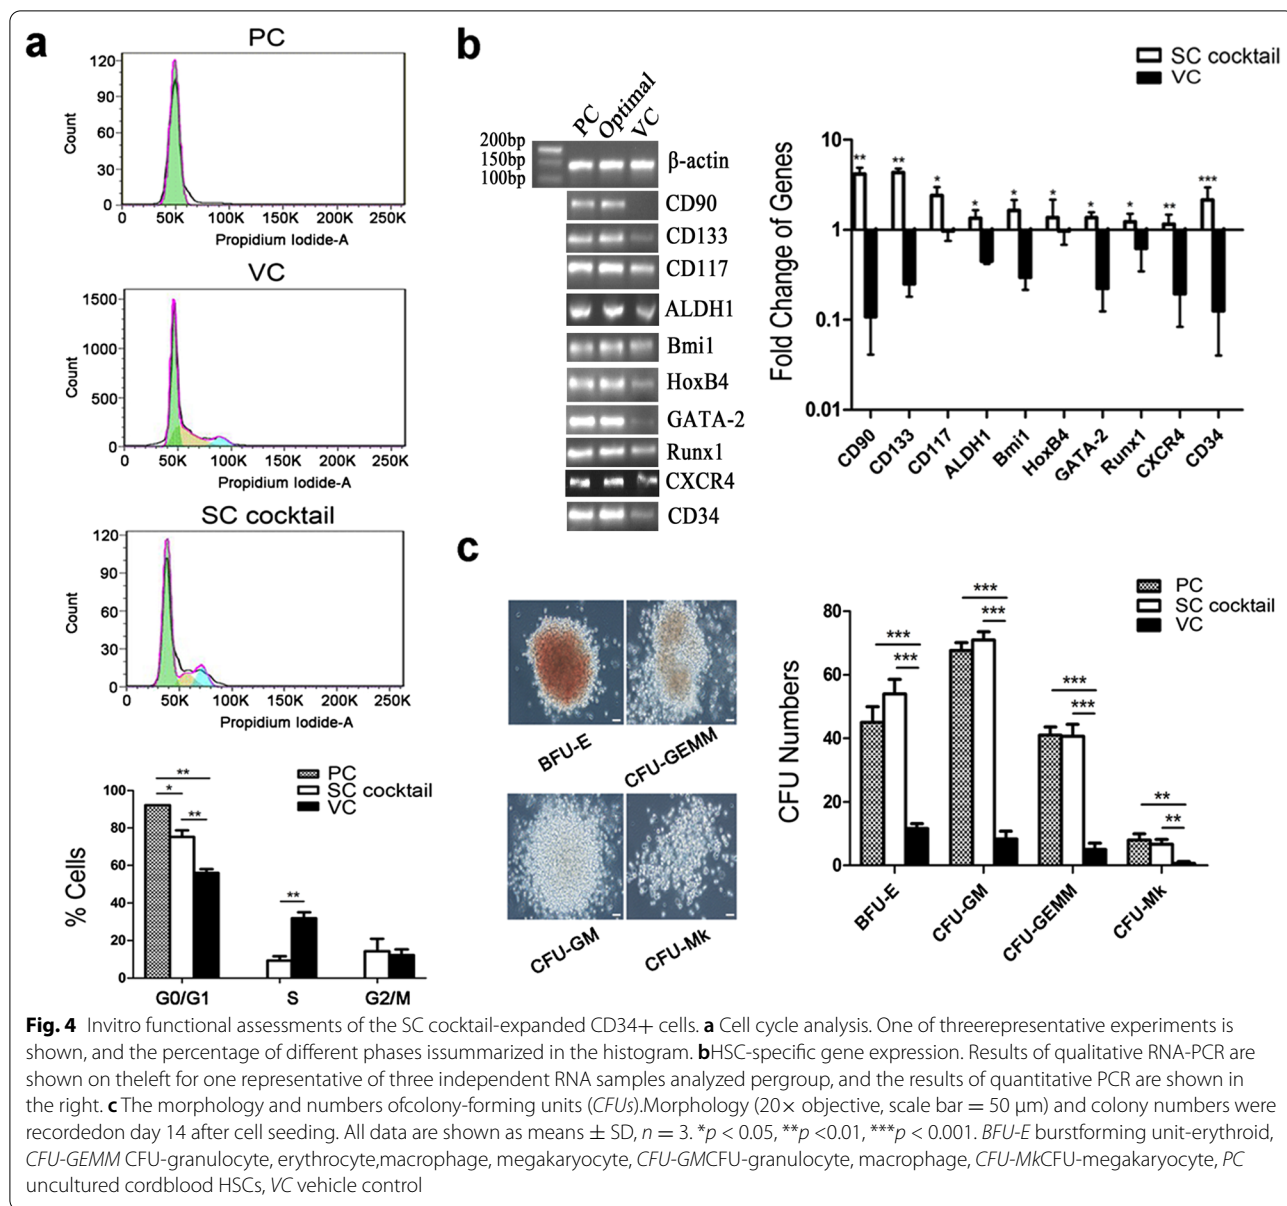 a
PC
120
90
60
30
0
Count
0 50K 100K 150K 200K 250K
Propidium Iodide-A
VC
1500
1000
500
0
Count
0 50K 100K 150K 200K 250K
Propidium Iodide-A
SC cocktail
120
90
60
30
0
Count
0 50K 100K 150K 200K 250K
Propidium Iodide-A
PC
SC cocktail
VC
100
80
60
40
20
0
% Cells
**
*
**
**
G0/G1 S G2/M
b
PC Optimal VC
200bp
150bp
100bp
β-actin
CD90
CD133
CD117
ALDH1
Bmi1
HoxB4
GATA-2
Runx1
CXCR4
CD34
SC cocktail
VC
10
1
0.1
0.01
Fold Change of Genes
** ** * * * * * * ** ***
CD90 CD133 CD117 ALDH1 Bmi1 HoxB4 GATA-2 Runx1 CXCR4 CD34
c
BFU-E CFU-GEMM
CFU-GM CFU-Mk
PC
SC cocktail
VC
80
60
40
20
0
CFU Numbers
*** *** *** **
*** *** *** **
BFU-E CFU-GM CFU-GEMM CFU-Mk
Fig. 4 Invitro functional assessments of the SC cocktail-expanded CD34+ cells. a Cell cycle analysis. One of threerepresentative experiments is
shown, and the percentage of different phases issummarized in the histogram. bHSC-specific gene expression. Results of qualitative RNA-PCR are
shown on theleft for one representative of three independent RNA samples analyzed pergroup, and the results of quantitative PCR are shown in
the right. c The morphology and numbers ofcolony-forming units (CFUs).Morphology (20× objective, scale bar = 50 μm) and colony numbers were
recordedon day 14 after cell seeding. All data are shown as means ± SD, n = 3. *p < 0.05, **p <0.01, ***p < 0.001. BFU-E burstforming unit-erythroid,
CFU-GEMM CFU-granulocyte, erythrocyte,macrophage, megakaryocyte, CFU-GMCFU-granulocyte, macrophage, CFU-MkCFU-megakaryocyte, PC
uncultured cordblood HSCs, VC vehicle control